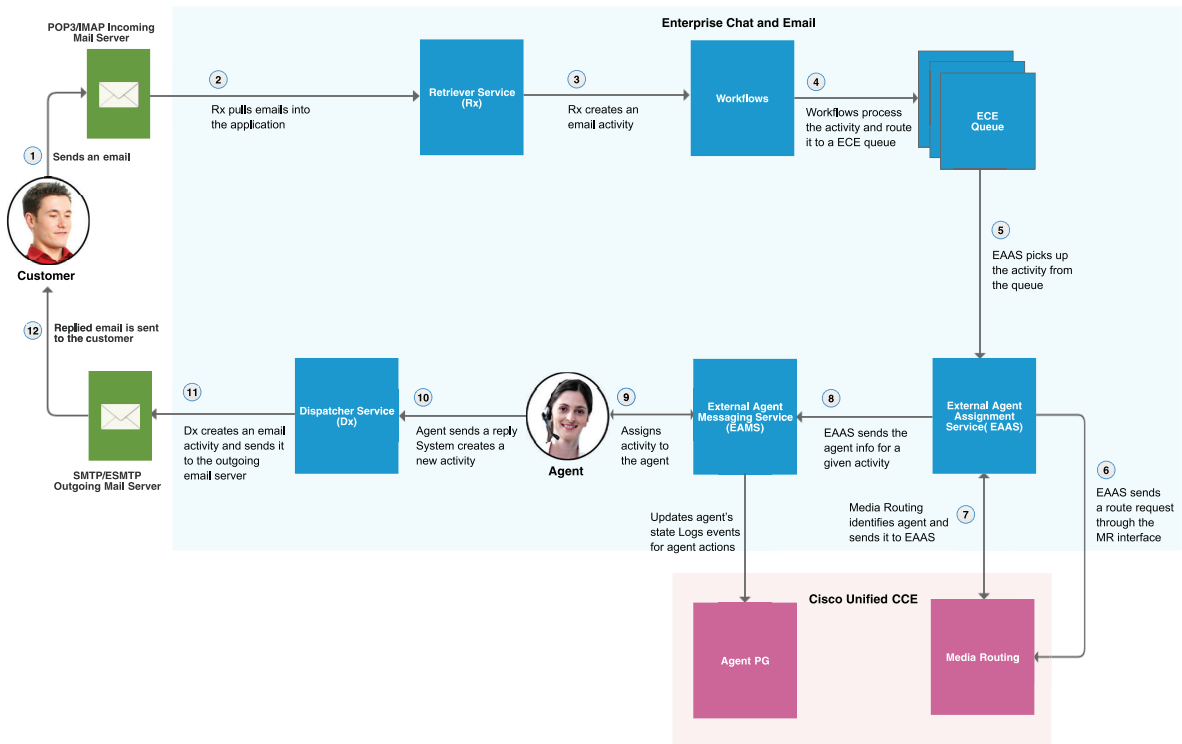 POP3/IMAP Incoming
Mail Server
Enterprise Chat and Email
2
Rx pulls emails into
the application
Retriever Service
(Rx)
3
Rx creates an
email activity
Workflows
4
Workflows process
the activity and route
it to a ECE queue
ECE
Queue
1
Sends an email
Customer
5
EAAS picks up
the activity from
the queue
12
Replied email is sent
to the customer
SMTP/ESMTP
Outgoing Mail Server
11
Dx creates an email
activity and sends it
to the outgoing
email server
Dispatcher Service
(Dx)
10
Agent sends a reply
System creates a
new activity
Agent
9
Assigns
activity to
the agent
External Agent
Messaging Service
(EAMS)
8
EAAS sends the
agent info for a
given activity
External Agent
Assignment
Service( EAAS)
6
EAAS sends
a route request
through the
MR interface
Media Routing
identifies agent and
sends it to EAAS
7
Updates agent's
state Logs events
for agent actions
Cisco Unified CCE
Agent PG
Media Routing